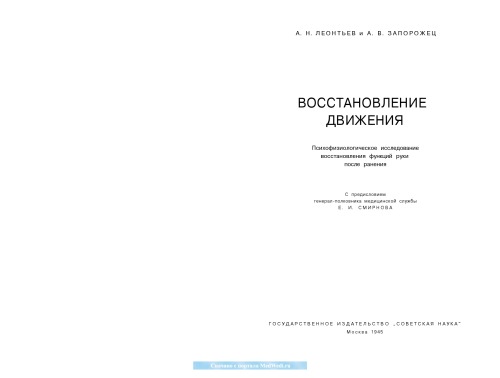 А. Н. ЛЕОНТЬЕВ и А. В. ЗАПОРОЖЕЦ
ВОССТАНОВЛЕНИЕ
ДВИЖЕНИЯ
Психофизиологическое исследование
восстановления функций руки
после ранения
С предисловием
генерал-полковника медицинской службы
Е. И. СМИРНОВА
ГОСУДАРСТВЕННОЕ ИЗДАТЕЛЬСТВО „СОВЕТСКАЯ НАУКА"
Москва 1945
Скачано с портала MedWedi.ru